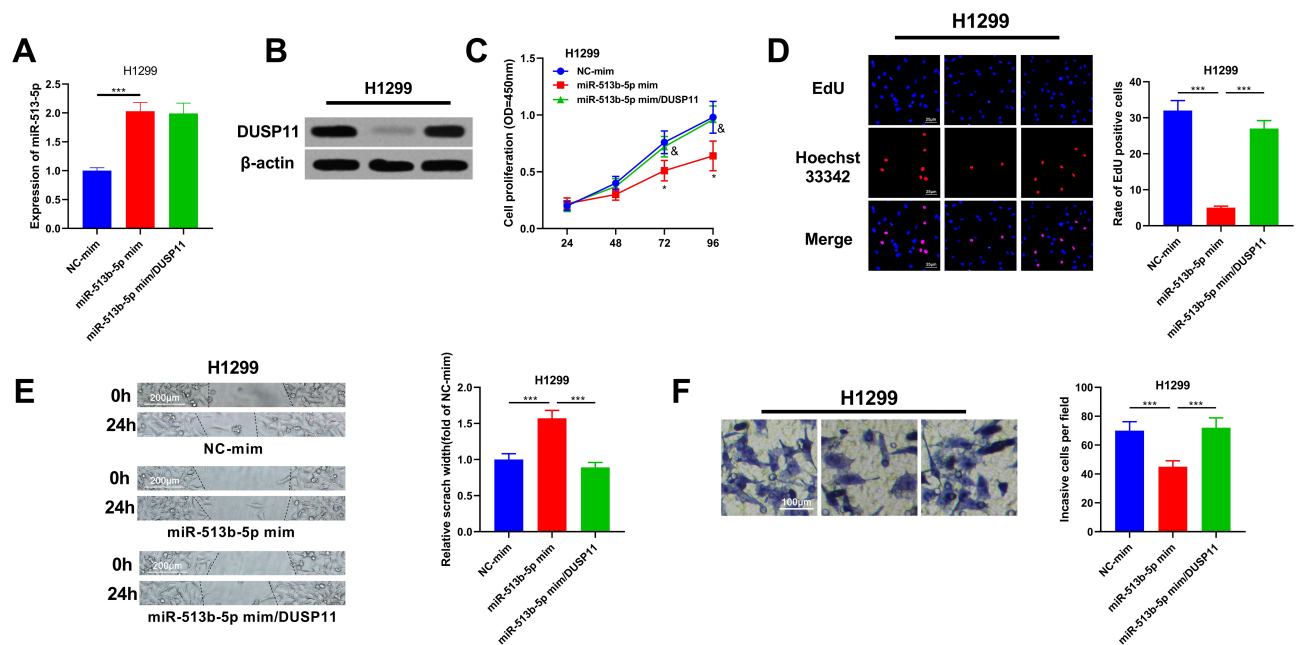 A
H1299
***
Expression of miR-513-5p
2.5
2.0
1.5
1.0
0.5
0.0
NC-mim
miR-513b-5p mim
miR-513b-5p mim/DUSP11
B
H1299
DUSP11
β-actin
C
H1299
NC-mim
miR-513b-5p mim
miR-513b-5p mim/DUSP11
Cell proliferation (OD=450nm)
1.5
1.0
0.5
0.0
&
&
*
*
24 48 72 96
D
H1299
EdU
25μm
Hoechst
33342
25μm
Merge
25μm
H1299
*** ***
Rate of EdU positive cells
40
30
20
10
0
NC-mim
miR-513b-5p mim
miR-513b-5p mim/DUSP11
E
H1299
0h
200μm
24h
NC-mim
0h
200μm
24h
miR-513b-5p mim
0h
200μm
24h
miR-513b-5p mim/DUSP11
H1299
*** ***
Relative scrach width(fold of NC-mim)
2.0
1.5
1.0
0.5
0.0
NC-mim
miR-513b-5p mim
miR-513b-5p mim/DUSP11
F
H1299
100μm
H1299
*** ***
Incasive cells per field
100
80
60
40
20
0
NC-mim
miR-513b-5p mim
miR-513b-5p mim/DUSP11